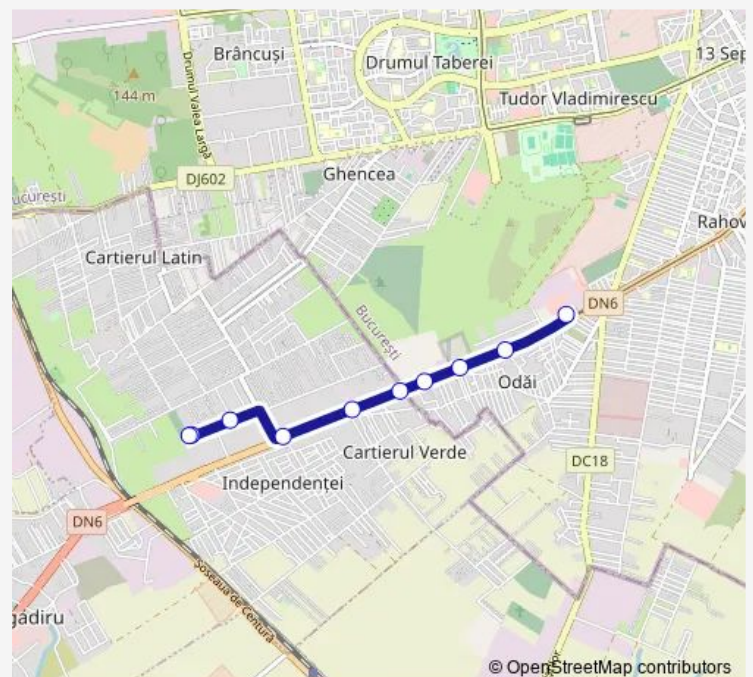 Brâncuși
Drumul Taberei
13 Sep
144 m
Drumul Valea Largă
Tudor Vladimirescu
Ghencea
DJ602
ucurești
Rahov
Cartierul Latin
București
DN6
Odăi
Cartierul Verde
DC18
Independenței
DN6
Șoseaua de Centură
gădiru
© OpenStreetMap contributors